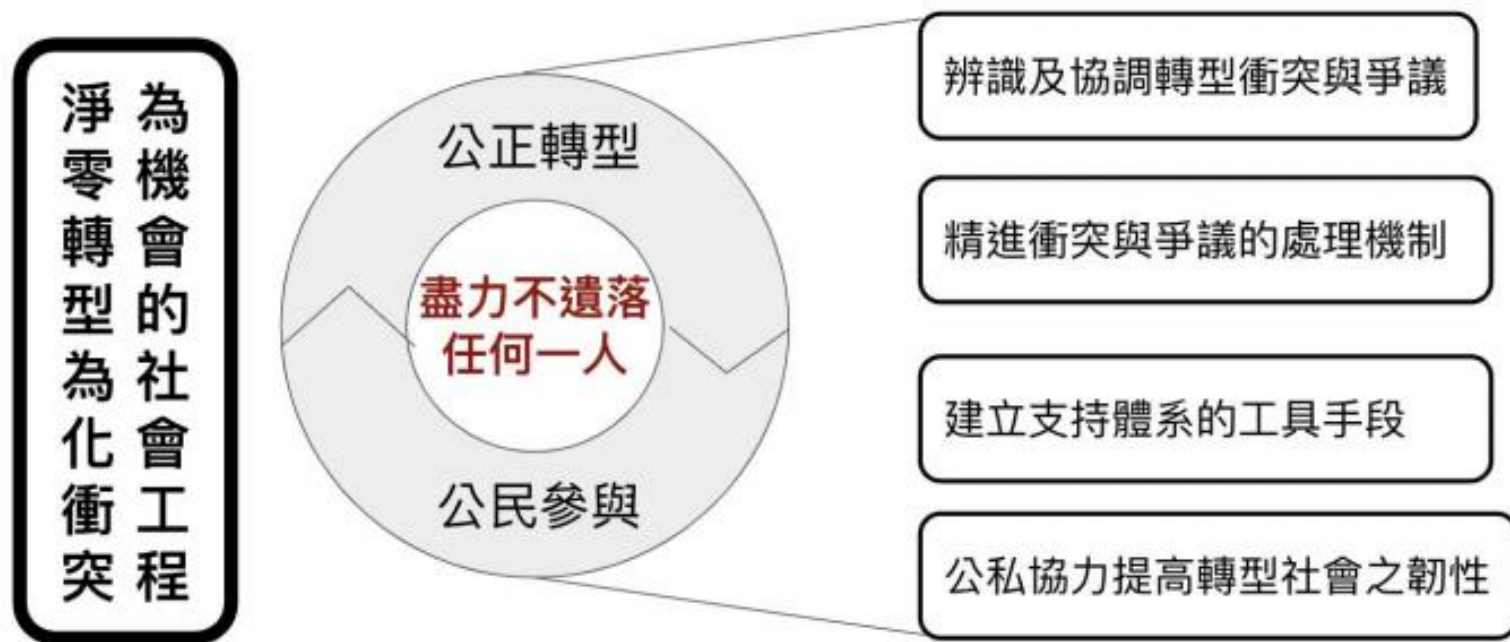 淨零轉型為化衝突
為機會的社會工程
公正轉型
盡力不遺落
任何一人
公民參與
辨識及協調轉型衝突與爭議
精進衝突與爭議的處理機制
建立支持體系的工具手段
公私協力提高轉型社會之韌性